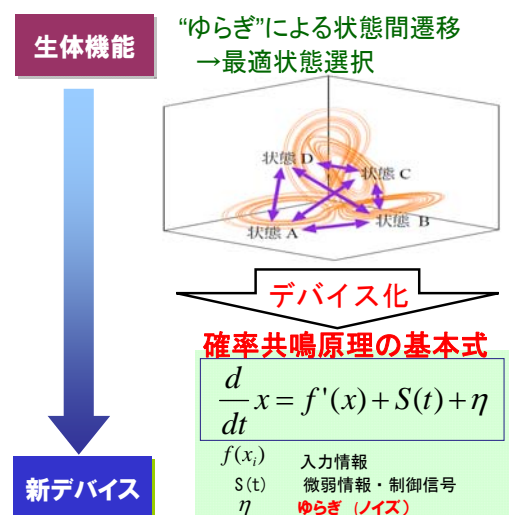 生体機能
“ゆらぎ”による状態間遷移
→最適状態選択
状態 D
状態 C
状態 B
状態 A
デバイス化
確率共鳴原理の基本式
d/dt x = f'(x) + S(t) + η
f(x_i) 入力情報
S(t) 微弱情報・制御信号
η ゆらぎ (ノイズ)
新デバイス